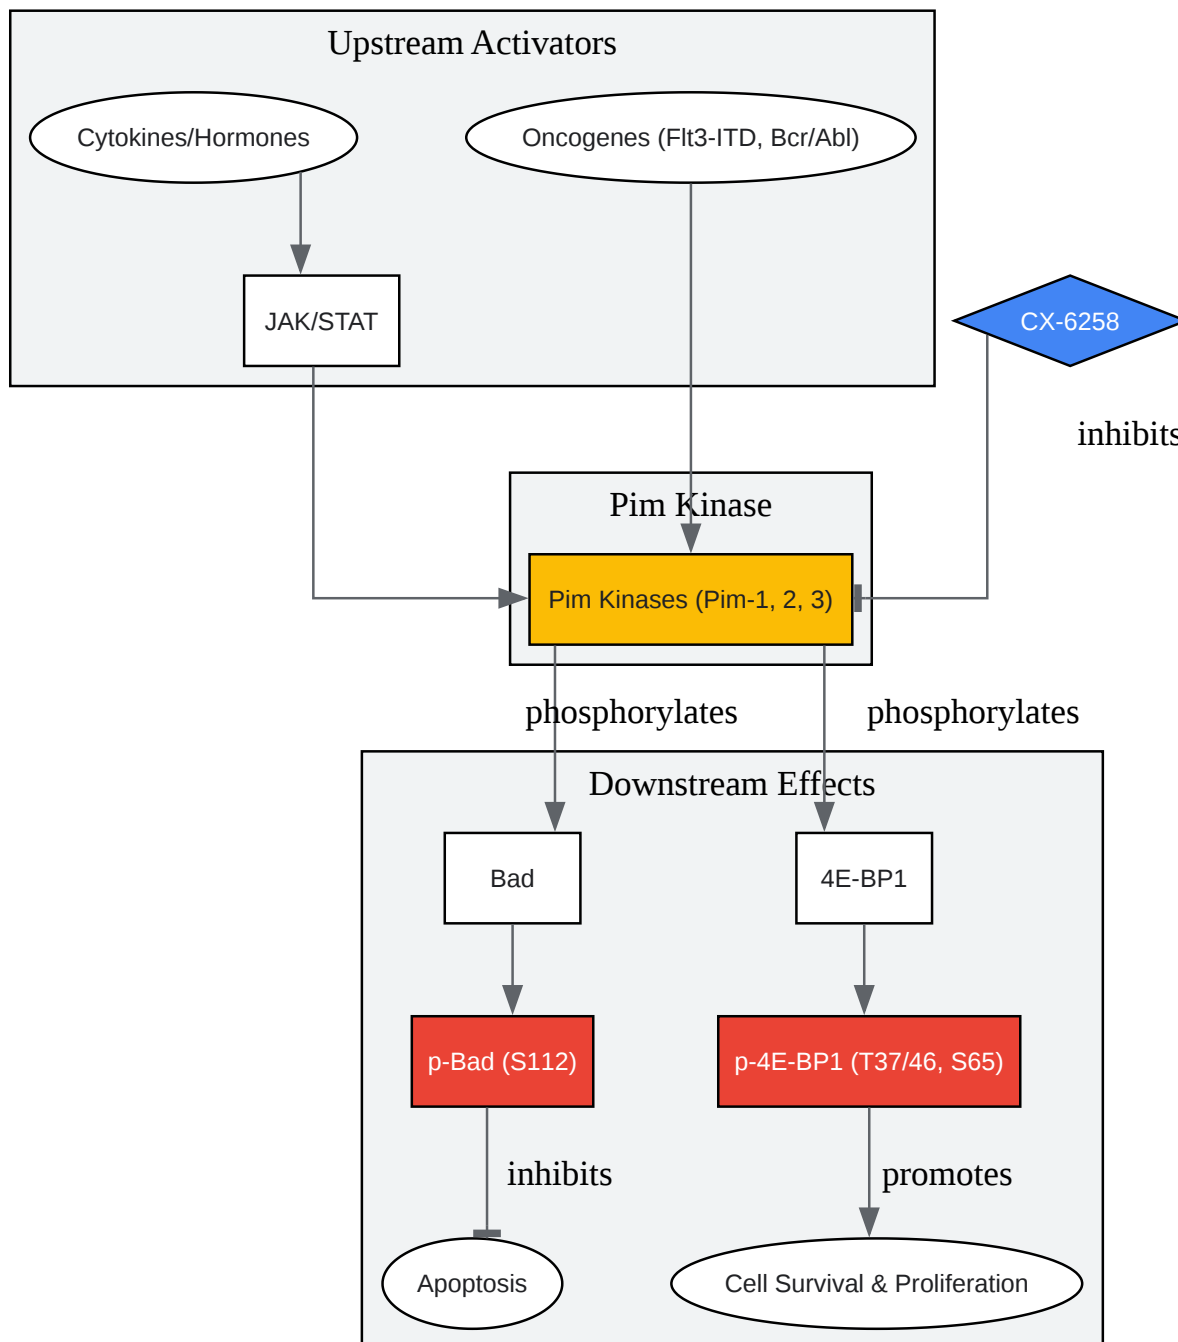 Upstream Activators
Cytokines/Hormones
Oncogenes (Flt3-ITD, Bcr/Abl)
JAK/STAT
CX-6258
inhibits
Pim Kinase
Pim Kinases (Pim-1, 2, 3)
phosphorylates
phosphorylates
Downstream Effects
Bad
4E-BP1
p-Bad (S112)
p-4E-BP1 (T37/46, S65)
inhibits
promotes
Apoptosis
Cell Survival & Proliferation